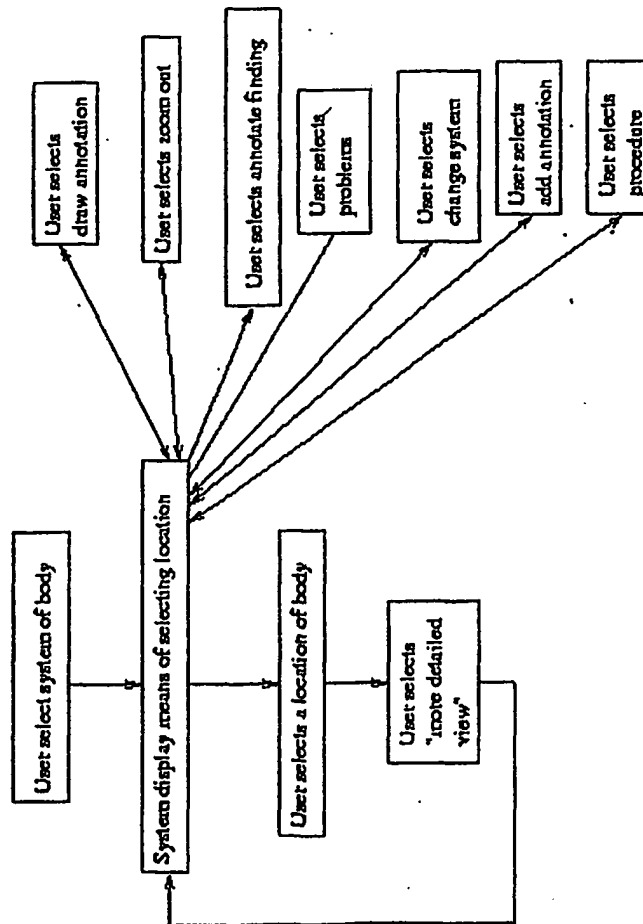 User select system of body
System display means of selecting location
User selects a location of body
User selects
"more detailed
view"
User selects
draw annotation
User selects zoom out
User selects annotate finding
User selects
problems
User selects
change system
User selects
add annotation
User selects
procedure